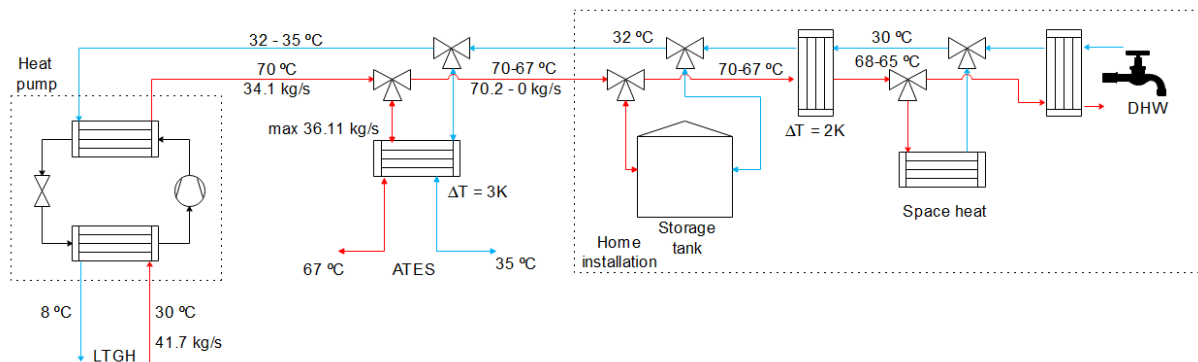 Heat
pump
32 - 35 ºC
70 ºC
34.1 kg/s
max 36.11 kg/s
70-67 ºC
70.2 - 0 kg/s
32 ºC
70-67 ºC
30 ºC
68-65 ºC
DHW
ΔT = 2K
ΔT = 3K
Space heat
Storage
tank
Home
installation
67 ºC
ATES
35 ºC
8 ºC
30 ºC
41.7 kg/s
LTGH